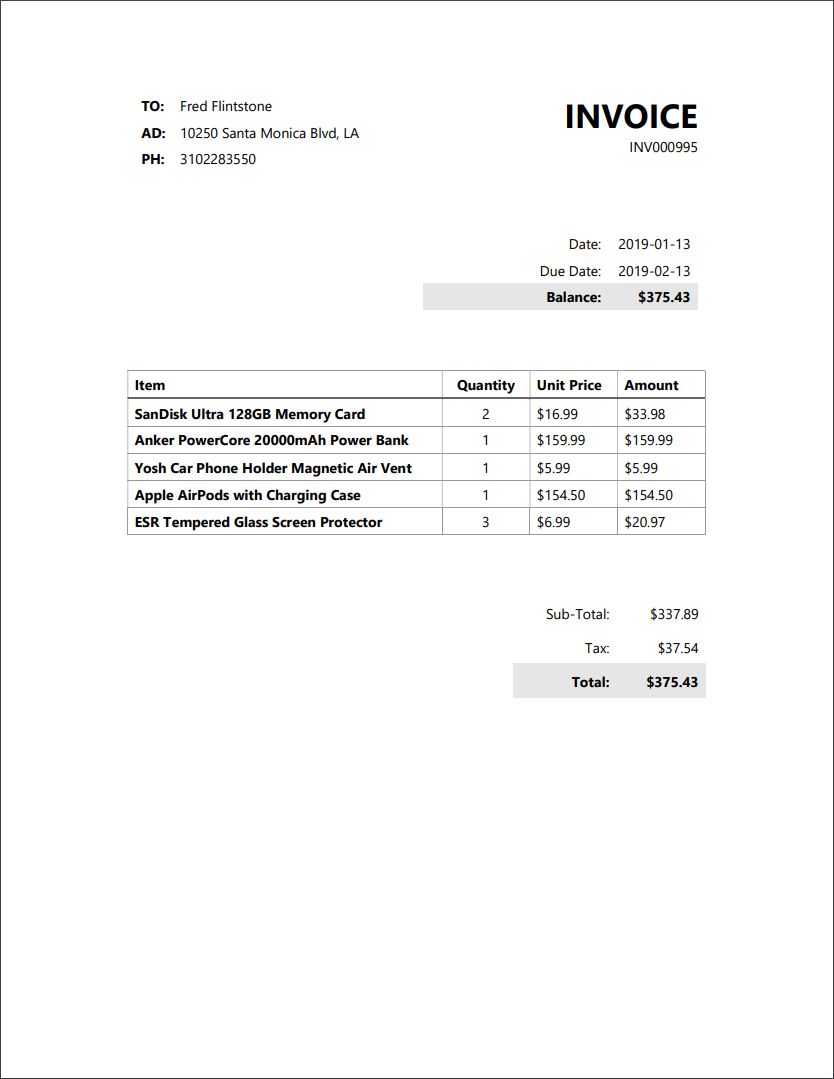 TO: Fred Flintstone
AD: 10250 Santa Monica Blvd, LA
PH: 3102283550
INVOICE
INV000995
Date: 2019-01-13
Due Date: 2019-02-13
Balance: $375.43
Item Quantity Unit Price Amount
SanDisk Ultra 128GB Memory Card 2 $16.99 $33.98
Anker PowerCore 20000mAh Power Bank 1 $159.99 $159.99
Yosh Car Phone Holder Magnetic Air Vent 1 $5.99 $5.99
Apple AirPods with Charging Case 1 $154.50 $154.50
ESR Tempered Glass Screen Protector 3 $6.99 $20.97
Sub-Total: $337.89
Tax: $37.54
Total: $375.43